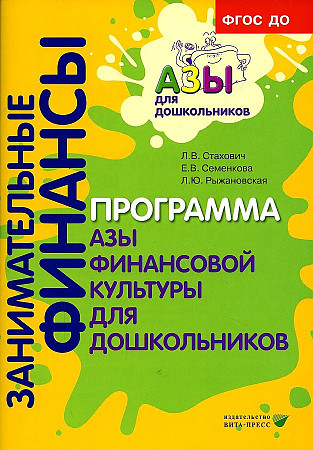 ФГОС ДО
АЗЫ
ДЛЯ
ДОШКОЛЬНИКОВ
Л.В. Стахович
Е.В. Семенкова
Л.Ю. Рыжановская
ЗАНИМАТЕЛЬНЫЕ
ФИНАНСЫ
ПРОГРАММА
АЗЫ
ФИНАНСОВОЙ
КУЛЬТУРЫ
ДЛЯ
ДОШКОЛЬНИКОВ
издательство
ВИТА-ПРЕСС